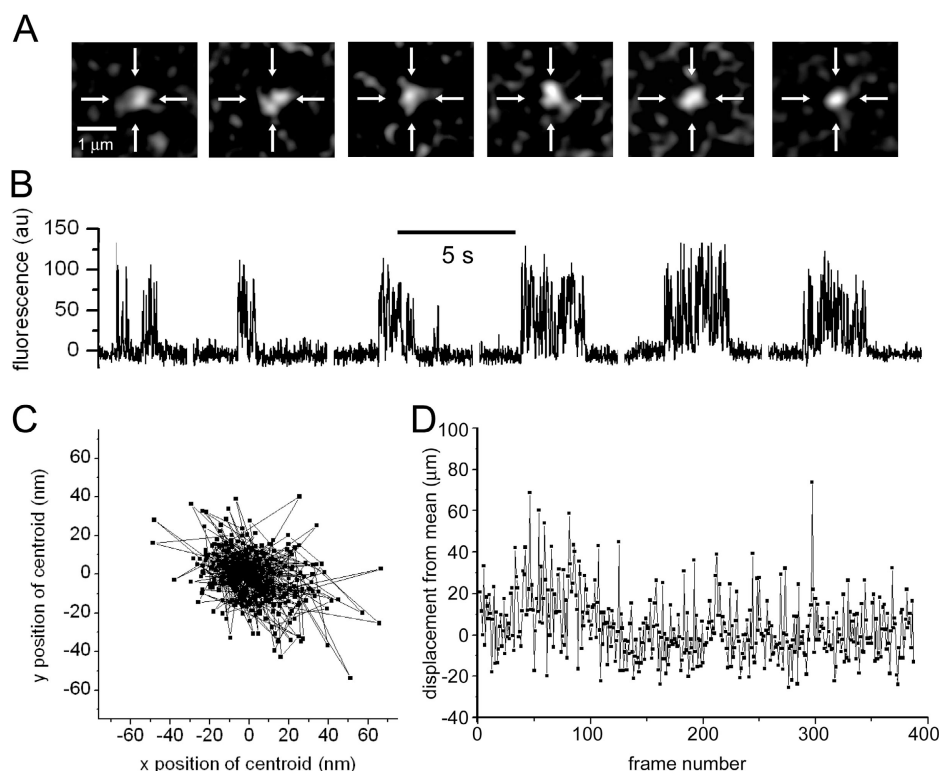 A
1 μm
B
fluorescence (au)
150
100
50
0
5 s
C
y position of centroid (nm)
60
40
20
0
-20
-40
-60
-60 -40 -20 0 20 40 60
x position of centroid (nm)
D
displacement from mean (μm)
100
80
60
40
20
0
-20
-40
0 100 200 300 400
frame number